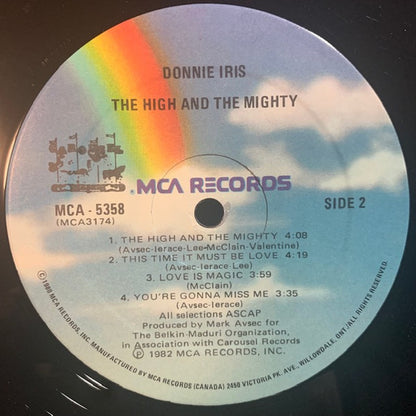 DONNIE IRIS
THE HIGH AND THE MIGHTY
MCA RECORDS
MCA - 5358
(MCA3174)
SIDE 2
1. THE HIGH AND THE MIGHTY 4:08
(Avsec-Ierace-Lee-McClain-Valentine)
2. THIS TIME IT MUST BE LOVE 4:19
(Avsec-Ierace-Lee)
3. LOVE IS MAGIC 3:59
(McClain)
4. YOU'RE GONNA MISS ME 3:35
(Avsec-Ierace)
All selections ASCAP
Produced by Mark Avsec for
The Belkin-Maduri Organization,
in Association with Carousel Records
Ⓟ 1982 MCA RECORDS, INC.
©1980 MCA RECORDS, INC. MANUFACTURED BY MCA RECORDS (CANADA) 2450 VICTORIA PK. AVE., WILLOWDALE, ONT./ALL RIGHTS RESERVED.